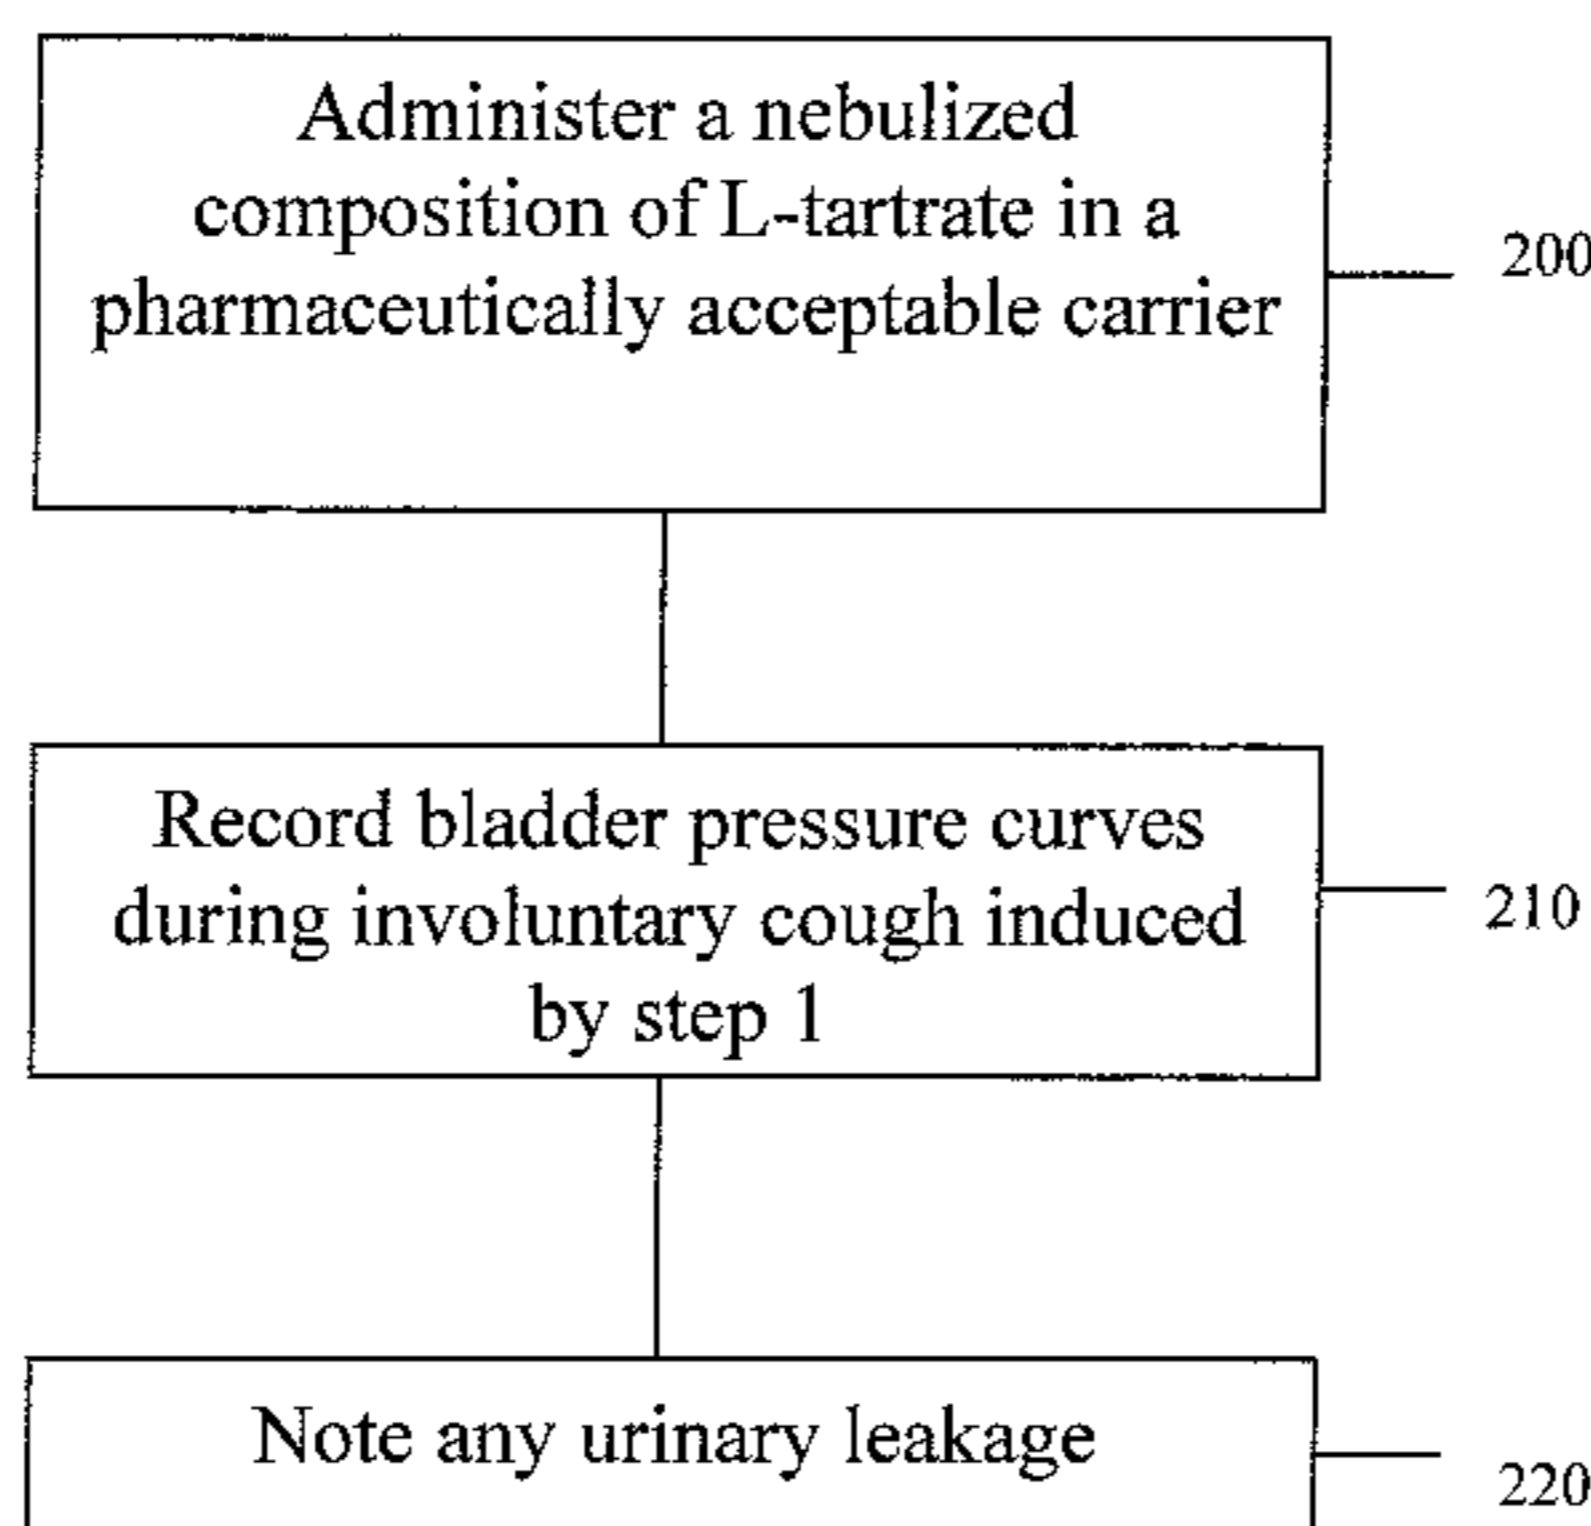 Administer a nebulized
composition of L-tartrate in a
pharmaceutically acceptable carrier
200
Record bladder pressure curves
during involuntary cough induced
by step 1
210
Note any urinary leakage
220